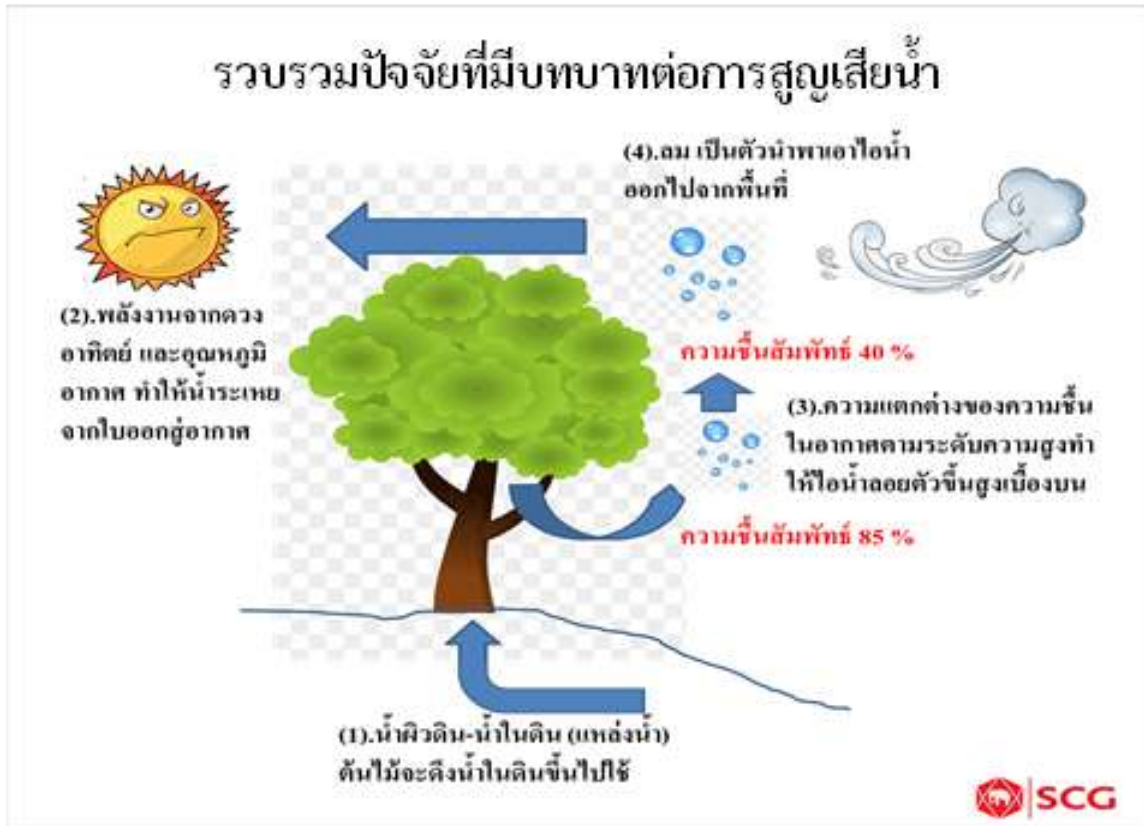 รวบรวมปัจจัยที่มีบทบาทต่อการสูญเสียน้ำ
(4).ลม เป็นตัวนำพาเอาไอน้ำ
ออกไปจากพื้นที่
(2).พลังงานจากดวง
อาทิตย์ และอุณหภูมิ
อากาศ ทำให้น้ำระเหย
จากใบออกสู่อากาศ
ความชื้นสัมพัทธ์ 40 %
(3).ความแตกต่างของความชื้น
ในอากาศตามระดับความสูงทำ
ให้ไอน้ำลอยตัวขึ้นสูงเบื้องบน
ความชื้นสัมพัทธ์ 85 %
(1).น้ำผิวดิน-น้ำในดิน (แหล่งน้ำ)
ต้นไม้จะดึงน้ำในดินขึ้นไปใช้
SCG